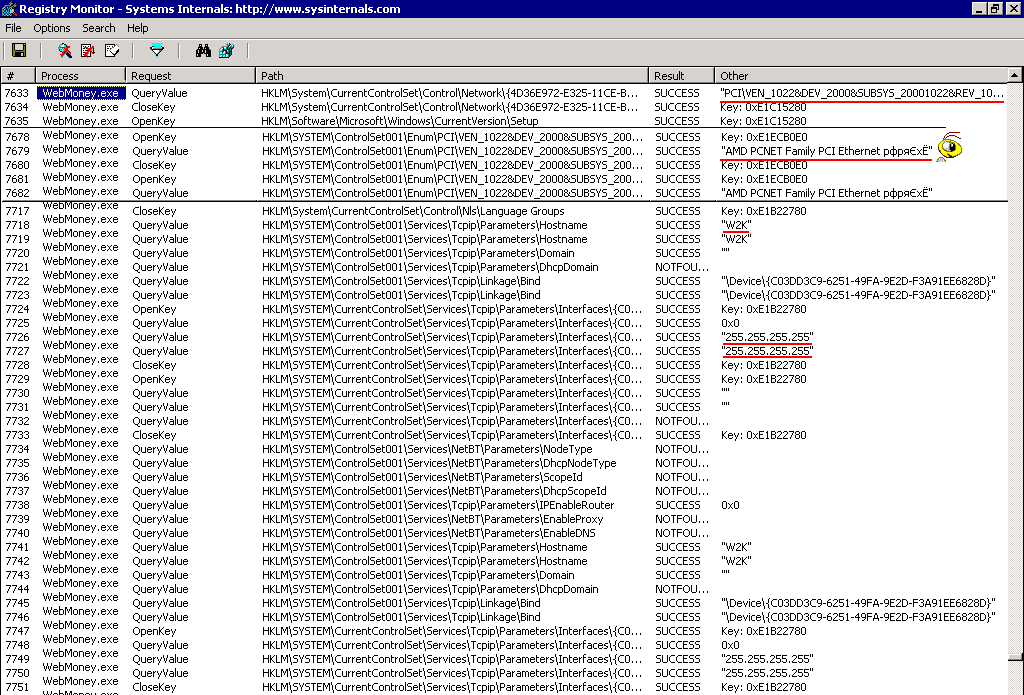 Registry Monitor - Systems Internals: http://www.sysinternals.com
File Options Search Help
# Process Request Path Result Other
7633 WebMoney.exe QueryValue HKLM\System\CurrentControlSet\Control\Network\{4D36E972-E325-11CE-B... SUCCESS "PCI\VEN_1022&DEV_2000&SUBSYS_20001022&REV_10...
7634 WebMoney.exe CloseKey HKLM\System\CurrentControlSet\Control\Network\{4D36E972-E325-11CE-B... SUCCESS Key: 0xE1C15280
7635 WebMoney.exe OpenKey HKLM\Software\Microsoft\Windows\CurrentVersion\Setup SUCCESS Key: 0xE1C15280
7678 WebMoney.exe OpenKey HKLM\SYSTEM\ControlSet001\Enum\PCI\VEN_1022&DEV_2000&SUBSYS_200... SUCCESS Key: 0xE1ECB0E0
7679 WebMoney.exe QueryValue HKLM\SYSTEM\ControlSet001\Enum\PCI\VEN_1022&DEV_2000&SUBSYS_200... SUCCESS "AMD PCNET Family PCI Ethernet рфряЄхЁ"
7680 WebMoney.exe CloseKey HKLM\SYSTEM\ControlSet001\Enum\PCI\VEN_1022&DEV_2000&SUBSYS_200... SUCCESS Key: 0xE1ECB0E0
7681 WebMoney.exe OpenKey HKLM\SYSTEM\ControlSet001\Enum\PCI\VEN_1022&DEV_2000&SUBSYS_200... SUCCESS Key: 0xE1ECB0E0
7682 WebMoney.exe QueryValue HKLM\SYSTEM\ControlSet001\Enum\PCI\VEN_1022&DEV_2000&SUBSYS_200... SUCCESS "AMD PCNET Family PCI Ethernet рфряЄхЁ"
7717 WebMoney.exe CloseKey HKLM\System\CurrentControlSet\Control\Nls\Language Groups SUCCESS Key: 0xE1B22780
7718 WebMoney.exe QueryValue HKLM\SYSTEM\ControlSet001\Services\Tcpip\Parameters\Hostname SUCCESS "W2K"
7719 WebMoney.exe QueryValue HKLM\SYSTEM\ControlSet001\Services\Tcpip\Parameters\Hostname SUCCESS "W2K"
7720 WebMoney.exe QueryValue HKLM\SYSTEM\ControlSet001\Services\Tcpip\Parameters\Domain SUCCESS ""
7721 WebMoney.exe QueryValue HKLM\SYSTEM\ControlSet001\Services\Tcpip\Parameters\DhcpDomain NOTFOU...
7722 WebMoney.exe QueryValue HKLM\SYSTEM\ControlSet001\Services\Tcpip\Linkage\Bind SUCCESS "\Device\{C03DD3C9-6251-49FA-9E2D-F3A91EE6828D}"
7723 WebMoney.exe QueryValue HKLM\SYSTEM\ControlSet001\Services\Tcpip\Linkage\Bind SUCCESS "\Device\{C03DD3C9-6251-49FA-9E2D-F3A91EE6828D}"
7724 WebMoney.exe OpenKey HKLM\SYSTEM\CurrentControlSet\Services\Tcpip\Parameters\Interfaces\{C0... SUCCESS Key: 0xE1B22780
7725 WebMoney.exe QueryValue HKLM\SYSTEM\CurrentControlSet\Services\Tcpip\Parameters\Interfaces\{C0... SUCCESS 0x0
7726 WebMoney.exe QueryValue HKLM\SYSTEM\CurrentControlSet\Services\Tcpip\Parameters\Interfaces\{C0... SUCCESS "255.255.255.255"
7727 WebMoney.exe QueryValue HKLM\SYSTEM\CurrentControlSet\Services\Tcpip\Parameters\Interfaces\{C0... SUCCESS "255.255.255.255"
7728 WebMoney.exe CloseKey HKLM\SYSTEM\CurrentControlSet\Services\Tcpip\Parameters\Interfaces\{C0... SUCCESS Key: 0xE1B22780
7729 WebMoney.exe OpenKey HKLM\SYSTEM\CurrentControlSet\Services\Tcpip\Parameters\Interfaces\{C0... SUCCESS Key: 0xE1B22780
7730 WebMoney.exe QueryValue HKLM\SYSTEM\CurrentControlSet\Services\Tcpip\Parameters\Interfaces\{C0... SUCCESS ""
7731 WebMoney.exe QueryValue HKLM\SYSTEM\CurrentControlSet\Services\Tcpip\Parameters\Interfaces\{C0... SUCCESS ""
7732 WebMoney.exe QueryValue HKLM\SYSTEM\CurrentControlSet\Services\Tcpip\Parameters\Interfaces\{C0... NOTFOU...
7733 WebMoney.exe CloseKey HKLM\SYSTEM\CurrentControlSet\Services\Tcpip\Parameters\Interfaces\{C0... SUCCESS Key: 0xE1B22780
7734 WebMoney.exe QueryValue HKLM\SYSTEM\ControlSet001\Services\NetBT\Parameters\NodeType NOTFOU...
7735 WebMoney.exe QueryValue HKLM\SYSTEM\ControlSet001\Services\NetBT\Parameters\DhcpNodeType NOTFOU...
7736 WebMoney.exe QueryValue HKLM\SYSTEM\ControlSet001\Services\NetBT\Parameters\ScopeId NOTFOU...
7737 WebMoney.exe QueryValue HKLM\SYSTEM\ControlSet001\Services\NetBT\Parameters\DhcpScopeId NOTFOU...
7738 WebMoney.exe QueryValue HKLM\SYSTEM\ControlSet001\Services\Tcpip\Parameters\IPEnableRouter SUCCESS 0x0
7739 WebMoney.exe QueryValue HKLM\SYSTEM\ControlSet001\Services\NetBT\Parameters\EnableProxy NOTFOU...
7740 WebMoney.exe QueryValue HKLM\SYSTEM\ControlSet001\Services\NetBT\Parameters\EnableDNS NOTFOU...
7741 WebMoney.exe QueryValue HKLM\SYSTEM\ControlSet001\Services\Tcpip\Parameters\Hostname SUCCESS "W2K"
7742 WebMoney.exe QueryValue HKLM\SYSTEM\ControlSet001\Services\Tcpip\Parameters\Hostname SUCCESS "W2K"
7743 WebMoney.exe QueryValue HKLM\SYSTEM\ControlSet001\Services\Tcpip\Parameters\Domain SUCCESS ""
7744 WebMoney.exe QueryValue HKLM\SYSTEM\ControlSet001\Services\Tcpip\Parameters\DhcpDomain NOTFOU...
7745 WebMoney.exe QueryValue HKLM\SYSTEM\ControlSet001\Services\Tcpip\Linkage\Bind SUCCESS "\Device\{C03DD3C9-6251-49FA-9E2D-F3A91EE6828D}"
7746 WebMoney.exe QueryValue HKLM\SYSTEM\ControlSet001\Services\Tcpip\Linkage\Bind SUCCESS "\Device\{C03DD3C9-6251-49FA-9E2D-F3A91EE6828D}"
7747 WebMoney.exe OpenKey HKLM\SYSTEM\CurrentControlSet\Services\Tcpip\Parameters\Interfaces\{C0... SUCCESS Key: 0xE1B22780
7748 WebMoney.exe QueryValue HKLM\SYSTEM\CurrentControlSet\Services\Tcpip\Parameters\Interfaces\{C0... SUCCESS 0x0
7749 WebMoney.exe QueryValue HKLM\SYSTEM\CurrentControlSet\Services\Tcpip\Parameters\Interfaces\{C0... SUCCESS "255.255.255.255"
7750 WebMoney.exe QueryValue HKLM\SYSTEM\CurrentControlSet\Services\Tcpip\Parameters\Interfaces\{C0... SUCCESS "255.255.255.255"
7751 WebMoney.exe CloseKey HKLM\SYSTEM\CurrentControlSet\Services\Tcpip\Parameters\Interfaces\{C0... SUCCESS Key: 0xE1B22780